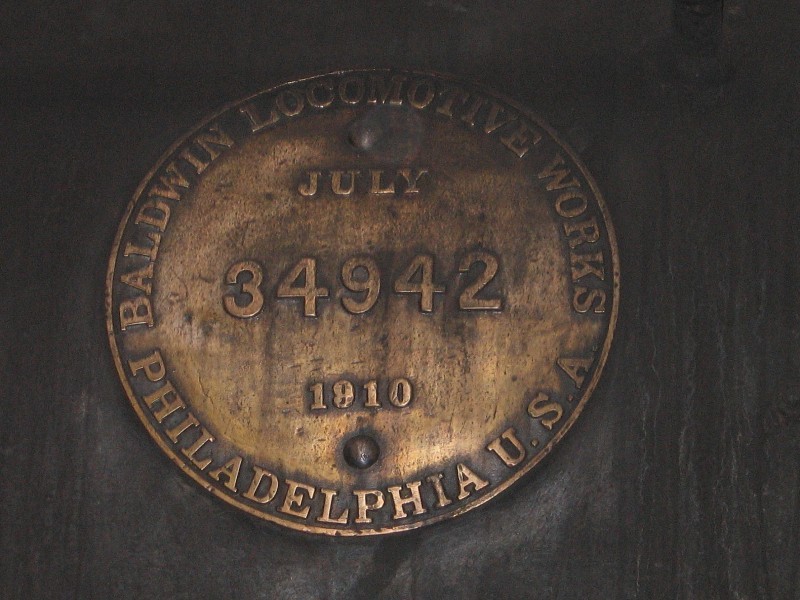 BALDWIN LOCOMOTIVE WORKS
JULY
34942
1910
PHILADELPHIA U.S.A.